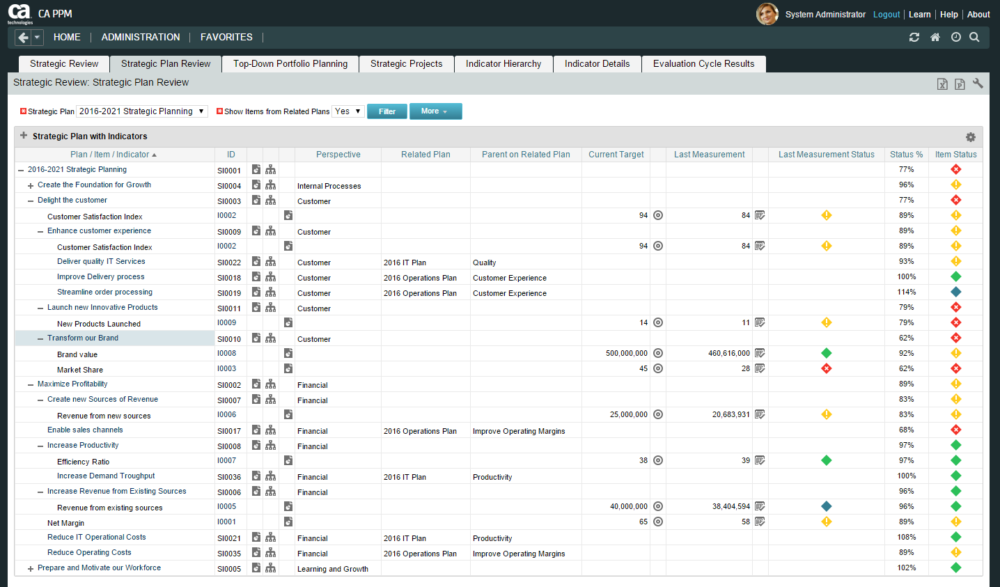 ca
technologies
CA PPM
System Administrator Logout Learn Help About
HOME ADMINISTRATION FAVORITES
Strategic Review Strategic Plan Review Top-Down Portfolio Planning Strategic Projects Indicator Hierarchy Indicator Details Evaluation Cycle Results
Strategic Review: Strategic Plan Review
Strategic Plan 2016-2021 Strategic Planning Show Items from Related Plans Yes Filter More
Strategic Plan with Indicators
Plan / Item / Indicator ID Perspective Related Plan Parent on Related Plan Current Target Last Measurement Last Measurement Status Status % Item Status
2016-2021 Strategic Planning SI0001 77%
Create the Foundation for Growth SI0004 Internal Processes 96%
Delight the customer SI0003 Customer 77%
Customer Satisfaction Index I0002 94 84 89%
Enhance customer experience SI0009 Customer 89%
Customer Satisfaction Index I0002 94 84 89%
Deliver quality IT Services SI0022 Customer 2016 IT Plan Quality 93%
Improve Delivery process SI0018 Customer 2016 Operations Plan Customer Experience 100%
Streamline order processing SI0019 Customer 2016 Operations Plan Customer Experience 114%
Launch new Innovative Products SI0011 Customer 79%
New Products Launched I0009 14 11 79%
Transform our Brand SI0010 Customer 62%
Brand value I0008 500,000,000 460,616,000 92%
Market Share I0003 45 28 62%
Maximize Profitability SI0002 Financial 89%
Create new Sources of Revenue SI0007 Financial 83%
Revenue from new sources I0006 25,000,000 20,683,931 83%
Enable sales channels SI0017 Financial 2016 Operations Plan Improve Operating Margins 68%
Increase Productivity SI0008 Financial 97%
Efficiency Ratio I0007 38 39 97%
Increase Demand Troughput SI0036 Financial 2016 IT Plan Productivity 100%
Increase Revenue from Existing Sources SI0006 Financial 96%
Revenue from existing sources I0005 40,000,000 38,404,594 96%
Net Margin I0001 65 58 89%
Reduce IT Operational Costs SI0021 Financial 2016 IT Plan Productivity 108%
Reduce Operating Costs SI0035 Financial 2016 Operations Plan Improve Operating Margins 89%
Prepare and Motivate our Workforce SI0005 Learning and Growth 102%